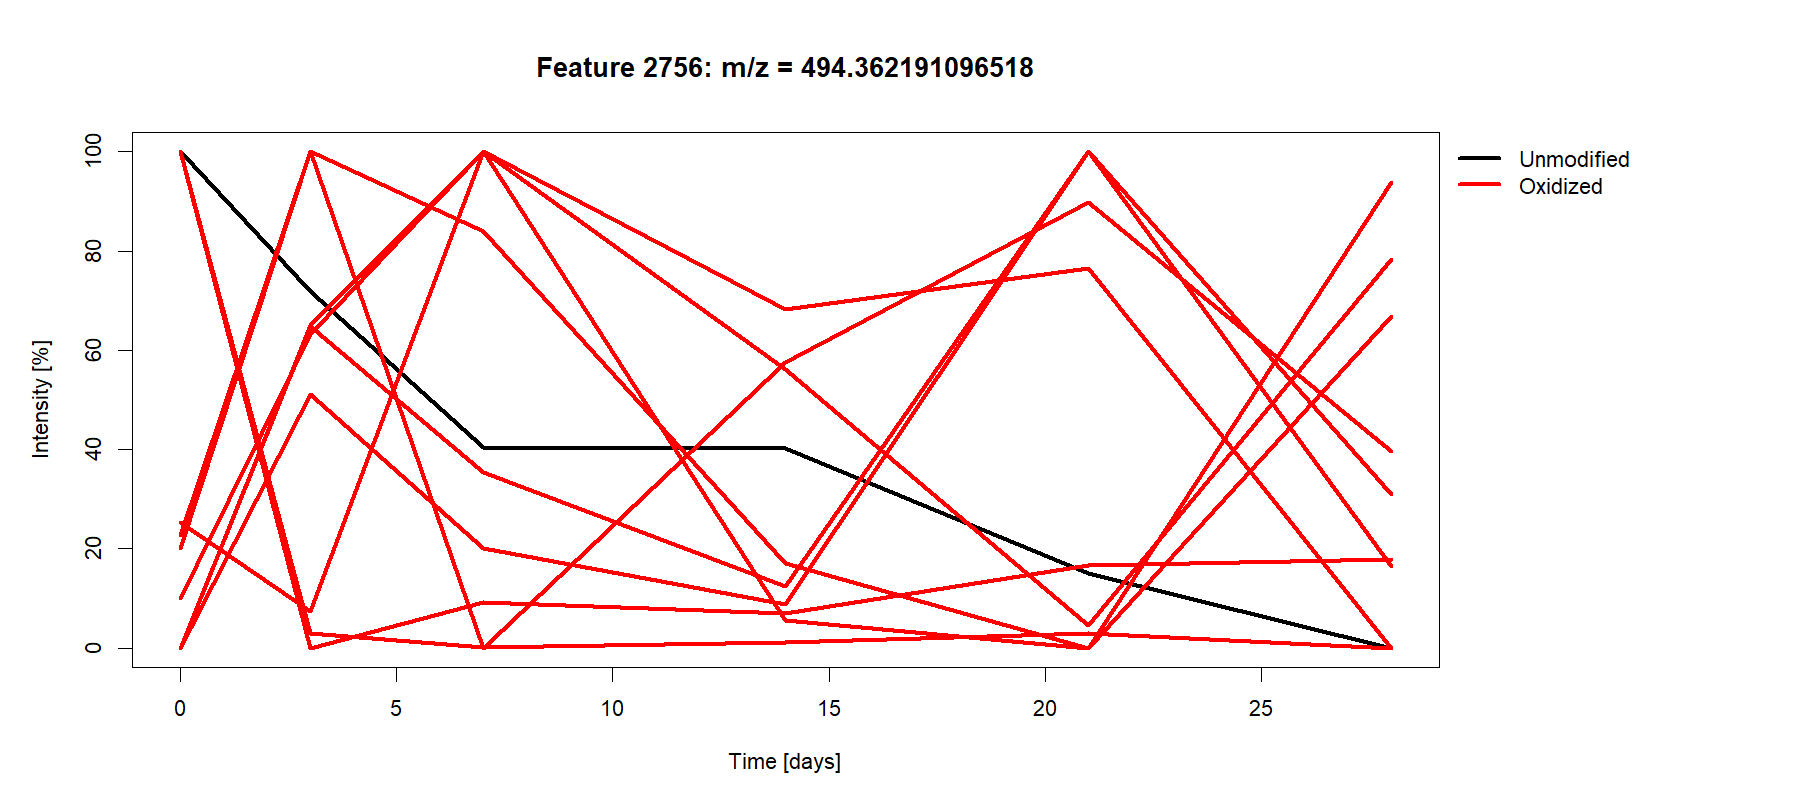 Feature 2756: m/z = 494.362191096518
Unmodified
Oxidized
Intensity [%]
100
80
60
40
20
0
0 5 10 15 20 25
Time [days]